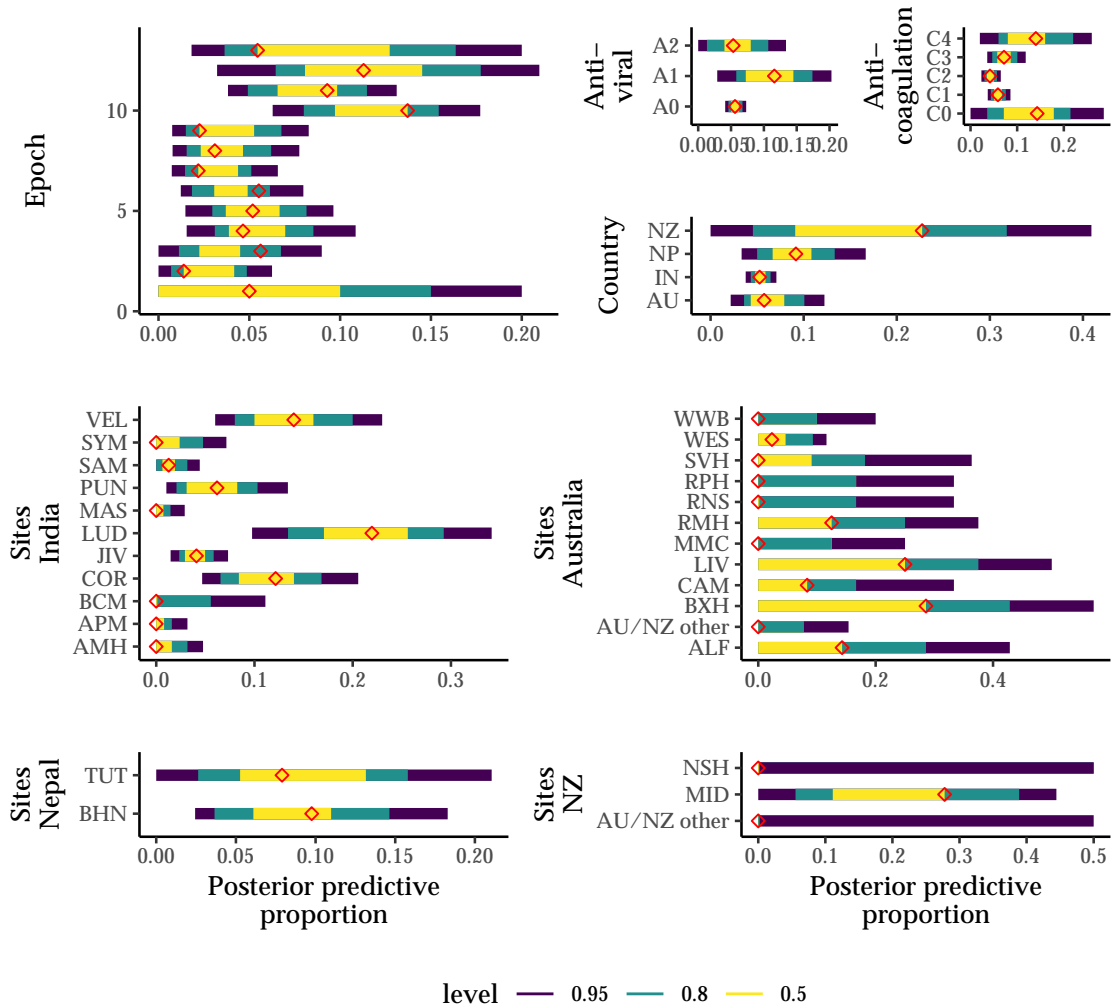 Epoch
10
5
0
0.00 0.05 0.10 0.15 0.20
Anti−
viral
A2
A1
A0
0.00 0.05 0.10 0.15 0.20
Anti−
coagulation
C4
C3
C2
C1
C0
0.0 0.1 0.2
Country
NZ
NP
IN
AU
0.0 0.1 0.2 0.3 0.4
Sites
India
VEL
SYM
SAM
PUN
MAS
LUD
JIV
COR
BCM
APM
AMH
0.0 0.1 0.2 0.3
Sites
Australia
WWB
WES
SVH
RPH
RNS
RMH
MMC
LIV
CAM
BXH
AU/NZ other
ALF
0.0 0.2 0.4
Sites
Nepal
TUT
BHN
0.00 0.05 0.10 0.15 0.20
Posterior predictive
proportion
Sites
NZ
NSH
MID
AU/NZ other
0.0 0.1 0.2 0.3 0.4 0.5
Posterior predictive
proportion
level 0.95 0.8 0.5